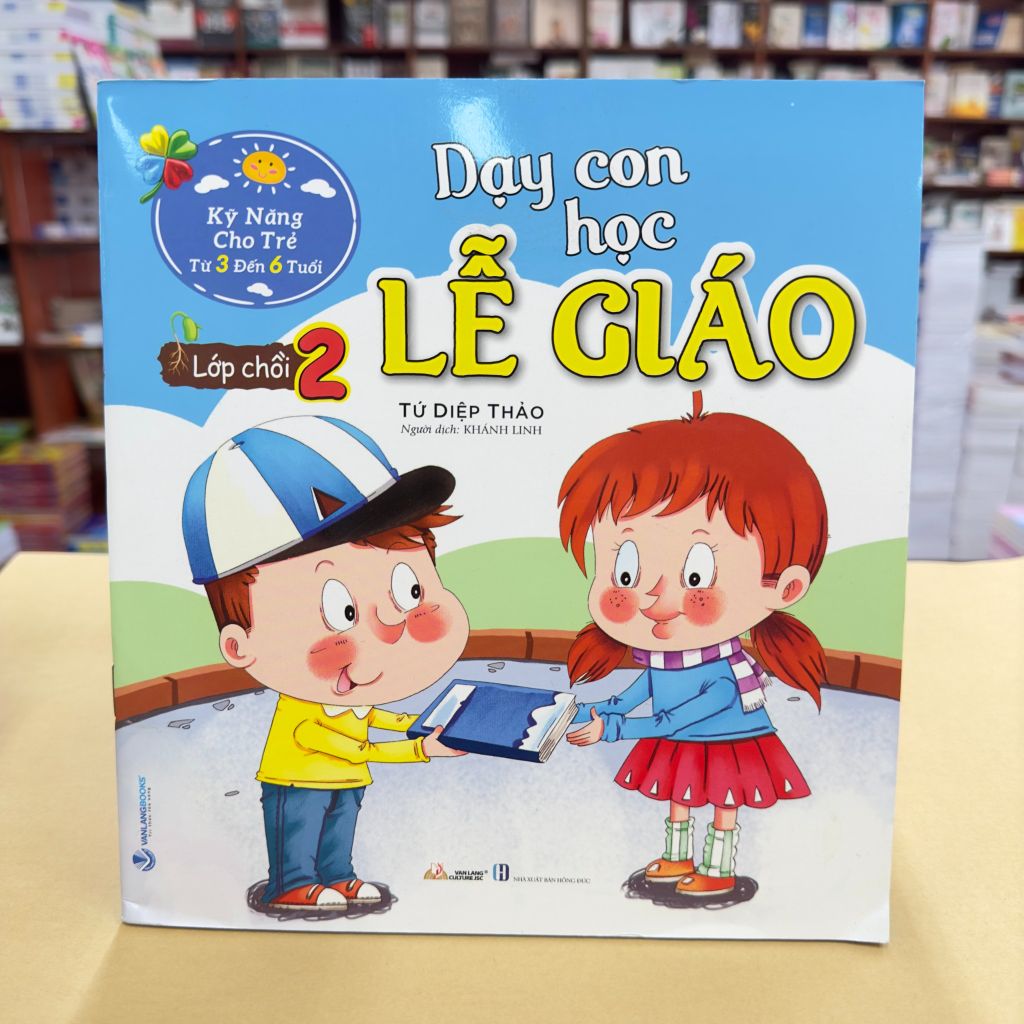 Kỹ Năng
Cho Trẻ
Từ 3 Đến 6 Tuổi
Dạy con
học
LỄ GIÁO
Lớp chồi 2
TỨ DIỆP THẢO
Người dịch: KHÁNH LINH
VANLANGBOOKS
VAN LANG
CULTURE.JSC
NHÀ XUẤT BẢN HỒNG ĐỨC